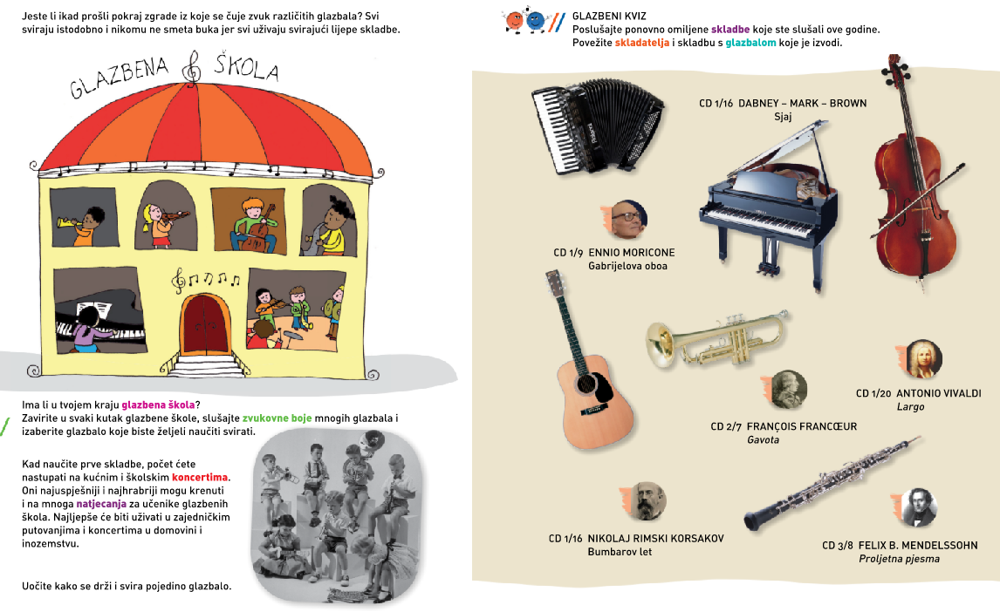 Jeste li ikad prošli pokraj zgrade iz koje se čuje zvuk različitih glazbala? Svi
sviraju istodobno i nikomu ne smeta buka jer svi uživaju svirajući lijepe skladbe.
GLAZBENA ŠKOLA
Ima li u tvojem kraju glazbena škola?
Zavirite u svaki kutak glazbene škole, slušajte zvukovne boje mnogih glazbala i
izaberite glazbalo koje biste željeli naučiti svirati.
Kad naučite prve skladbe, počet ćete
nastupati na kućnim i školskim koncertima.
Oni najuspješniji i najhrabriji mogu krenuti
i na mnoga natjecanja za učenike glazbenih
škola. Najljepše će biti uživati u zajedničkim
putovanjima i koncertima u domovini i
inozemstvu.
Uočite kako se drži i svira pojedino glazbalo.
GLAZBENI KVIZ
Poslušajte ponovno omiljene skladbe koje ste slušali ove godine.
Povežite skladatelja i skladbu s glazbalom koje je izvodi.
CD 1/16 DABNEY – MARK – BROWN
Sjaj
CD 1/9 ENNIO MORICONE
Gabrijelova oboa
CD 1/20 ANTONIO VIVALDI
Largo
CD 2/7 FRANÇOIS FRANCŒUR
Gavota
CD 1/16 NIKOLAJ RIMSKI KORSAKOV
Bumbarov let
CD 3/8 FELIX B. MENDELSSOHN
Proljetna pjesma